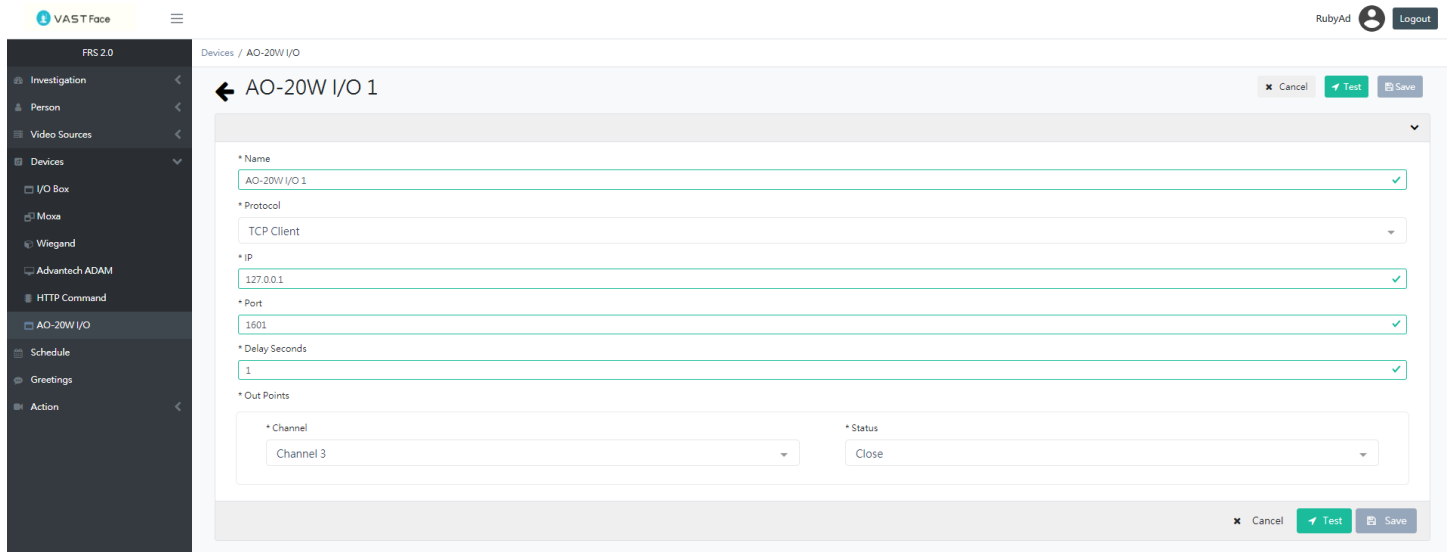 VAST Face
RubyAd
Logout
FRS 2.0
Investigation
Person
Video Sources
Devices
I/O Box
Moxa
Wiegand
Advantech ADAM
HTTP Command
AO-20W I/O
Schedule
Greetings
Action
Devices / AO-20W I/O
AO-20W I/O 1
Cancel
Test
Save
* Name
AO-20W I/O 1
* Protocol
TCP Client
* IP
127.0.0.1
* Port
1601
* Delay Seconds
1
* Out Points
* Channel
* Status
Channel 3
Close
Cancel
Test
Save